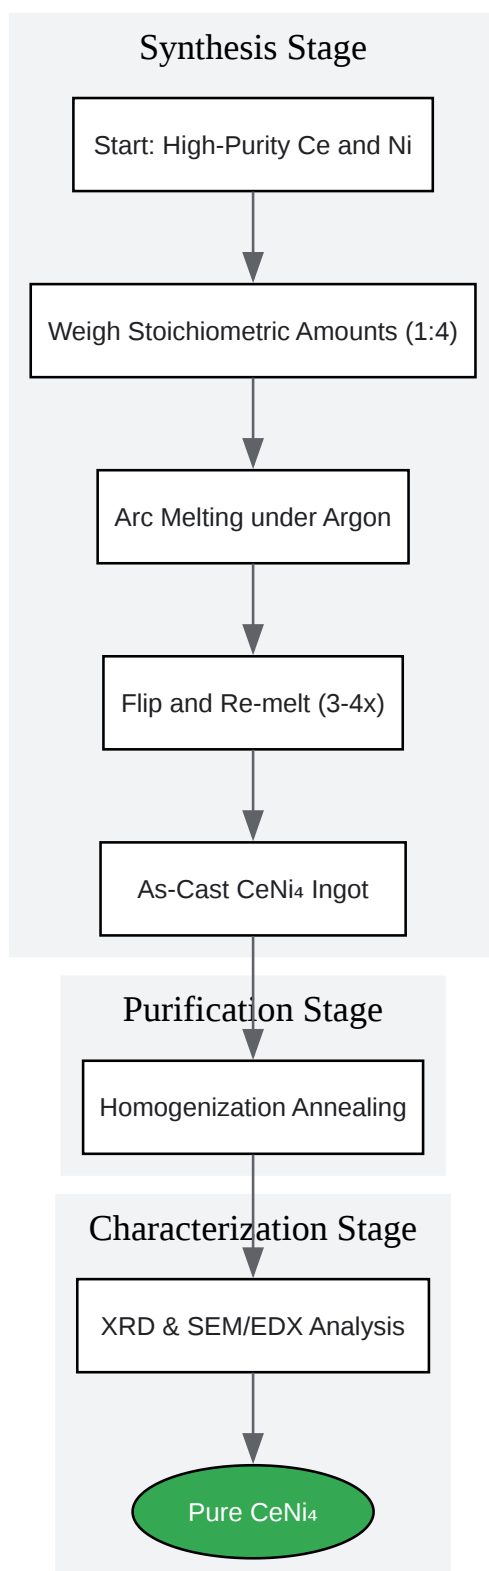 Synthesis Stage
Start: High-Purity Ce and Ni
Weigh Stoichiometric Amounts (1:4)
Arc Melting under Argon
Flip and Re-melt (3-4x)
As-Cast CeNi₄ Ingot
Purification Stage
Homogenization Annealing
Characterization Stage
XRD & SEM/EDX Analysis
Pure CeNi₄